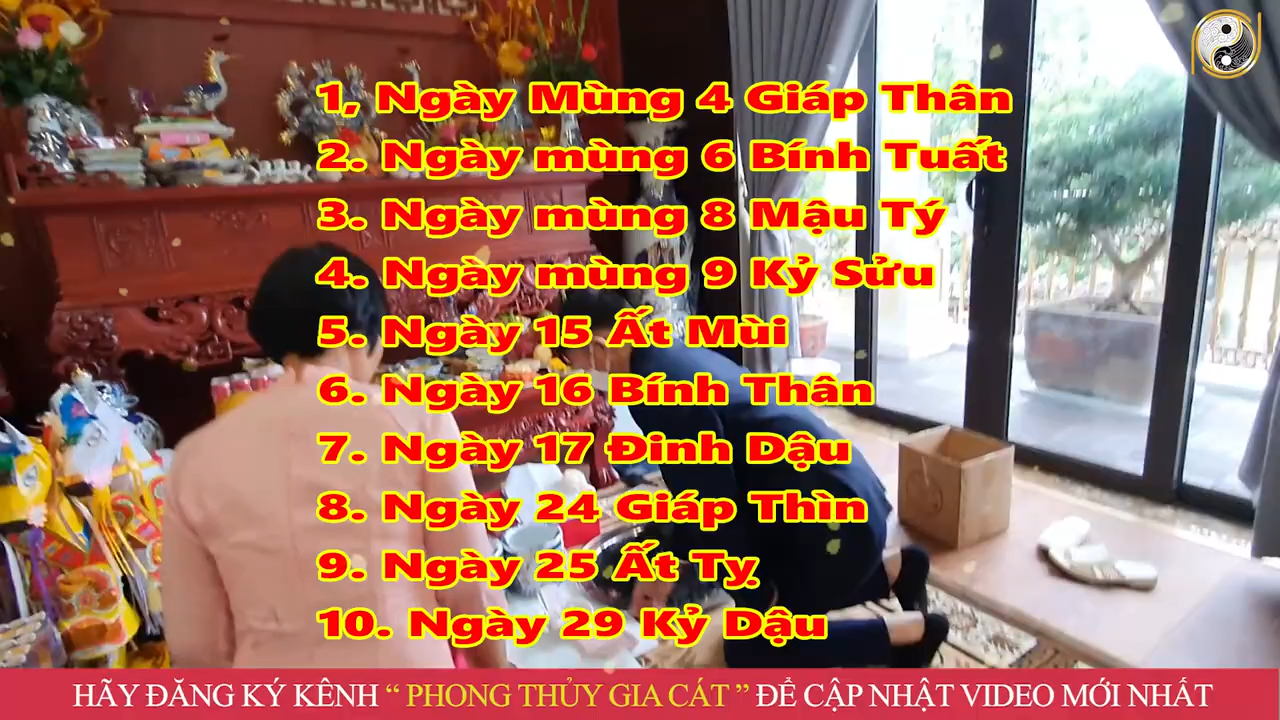 1, Ngày Mùng 4 Giáp Thân
2. Ngày mùng 6 Bính Tuất
3. Ngày mùng 8 Mậu Tý
4. Ngày mùng 9 Kỷ Sửu
5. Ngày 15 Ất Mùi
6. Ngày 16 Bính Thân
7. Ngày 17 Đinh Dậu
8. Ngày 24 Giáp Thìn
9. Ngày 25 Ất Tỵ
10. Ngày 29 Kỷ Dậu
HÃY ĐĂNG KÝ KÊNH “ PHONG THỦY GIA CÁT ” ĐỂ CẬP NHẬT VIDEO MỚI NHẤT